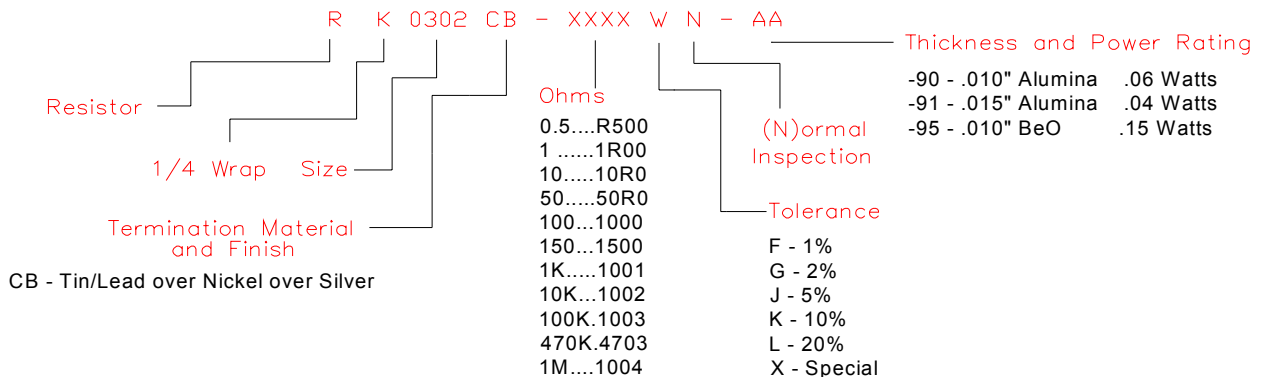 R K 0302 CB - XXXX W N - AA
Resistor
1/4 Wrap
Size
Termination Material
and Finish
CB - Tin/Lead over Nickel over Silver
Ohms
0.5....R500
1 ......1R00
10.....10R0
50.....50R0
100...1000
150...1500
1K.....1001
10K...1002
100K.1003
470K.4703
1M....1004
Tolerance
F - 1%
G - 2%
J - 5%
K - 10%
L - 20%
X - Special
(N)ormal
Inspection
Thickness and Power Rating
-90 - .010" Alumina .06 Watts
-91 - .015" Alumina .04 Watts
-95 - .010" BeO .15 Watts